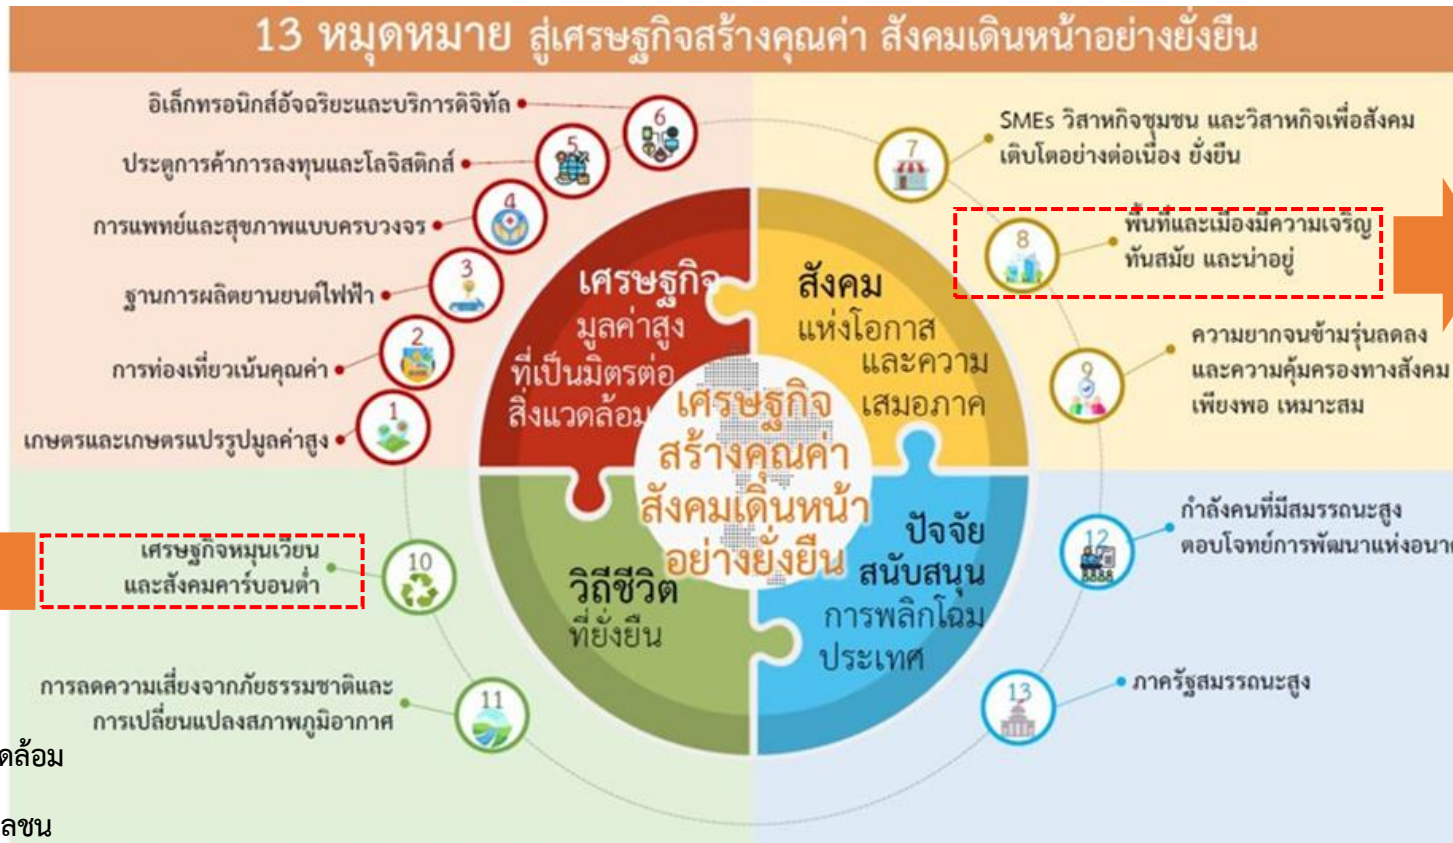 13 หมุดหมาย สู่เศรษฐกิจสร้างคุณค่า สังคมเดินหน้าอย่างยั่งยืน
อิเล็กทรอนิกส์อัจฉริยะและบริการดิจิทัล
6
ประตูการค้าการลงทุนและโลจิสติกส์
5
การแพทย์และสุขภาพแบบครบวงจร
4
ฐานการผลิตยานยนต์ไฟฟ้า
3
การท่องเที่ยวเน้นคุณค่า
2
เกษตรและเกษตรแปรรูปมูลค่าสูง
1
7
SMEs วิสาหกิจชุมชน และวิสาหกิจเพื่อสังคม
เติบโตอย่างต่อเนื่อง ยั่งยืน
8
พื้นที่และเมืองมีความเจริญ
ทันสมัย และน่าอยู่
9
ความยากจนข้ามรุ่นลดลง
และความคุ้มครองทางสังคม
เพียงพอ เหมาะสม
เศรษฐกิจ
มูลค่าสูง
ที่เป็นมิตรต่อ
สิ่งแวดล้อม
สังคม
แห่งโอกาส
และความ
เสมอภาค
เศรษฐกิจ
สร้างคุณค่า
สังคมเดินหน้า
อย่างยั่งยืน
วิถีชีวิต
ที่ยั่งยืน
ปัจจัย
สนับสนุน
การพลิกโฉม
ประเทศ
เศรษฐกิจหมุนเวียน
และสังคมคาร์บอนต่ำ
10
การลดความเสี่ยงจากภัยธรรมชาติและ
การเปลี่ยนแปลงสภาพภูมิอากาศ
11
12
กำลังคนที่มีสมรรถนะสูง
ตอบโจทย์การพัฒนาแห่งอนาค
13
ภาครัฐสมรรถนะสูง
ดล้อม
ลชน